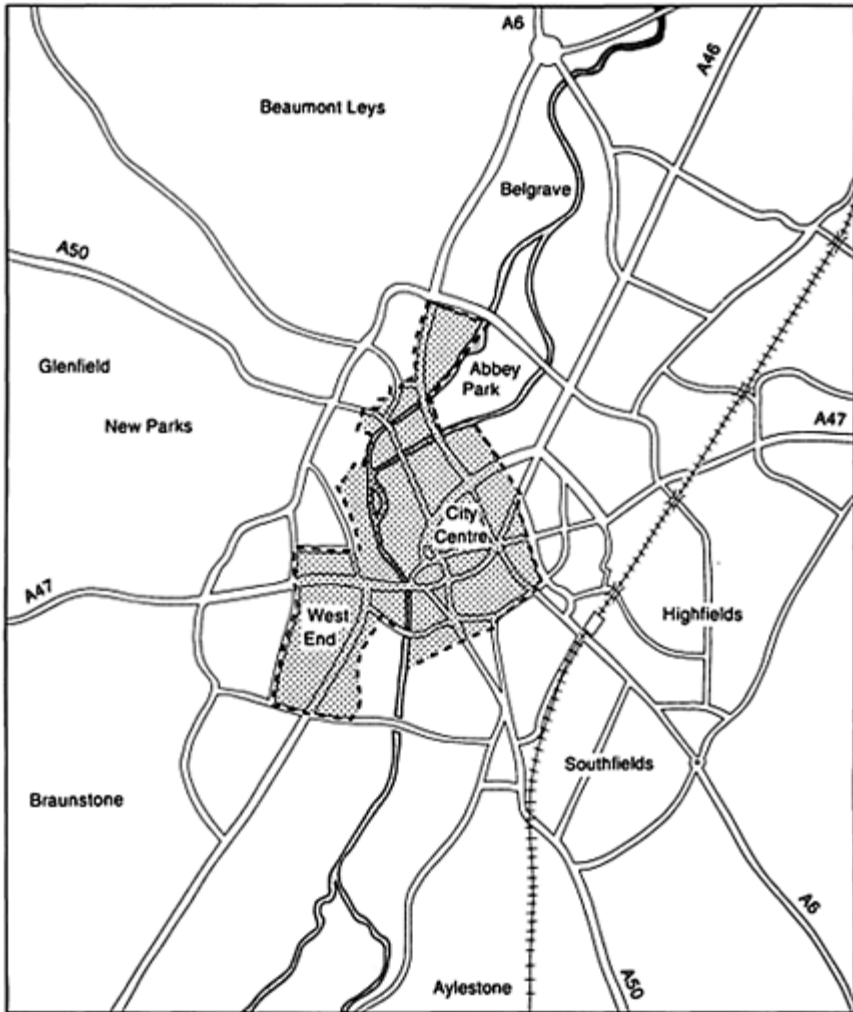 A6
A46
Beaumont Leys
Belgrave
A50
Glenfield
Abbey
Park
New Parks
A47
City
Centre
A47
West
End
Highfields
Southfields
Braunstone
A6
Aylestone
A50